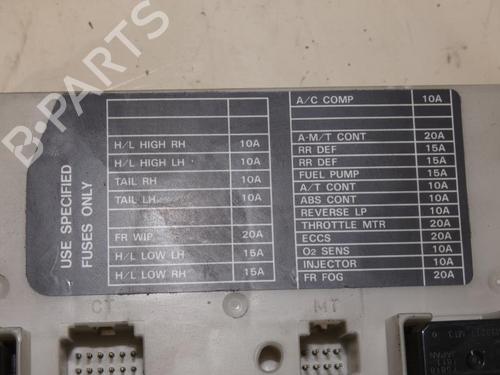 B-PARTS
USE SPECIFIED
FUSES ONLY
H/L HIGH RH 10A
H/L HIGH LH 10A
TAIL RH 10A
TAIL LH 10A
FR WIP 20A
H/L LOW LH 15A
H/L LOW RH 15A
A/C COMP 10A
A-M/T CONT 20A
RR DEF 15A
RR DEF 15A
FUEL PUMP 15A
A/T CONT 10A
ABS CONT 10A
REVERSE LP 10A
THROTTLE MTR 20A
ECCS 20A
O2 SENS 10A
INJECTOR 10A
FR FOG 20A
CT
MT
JAPAN